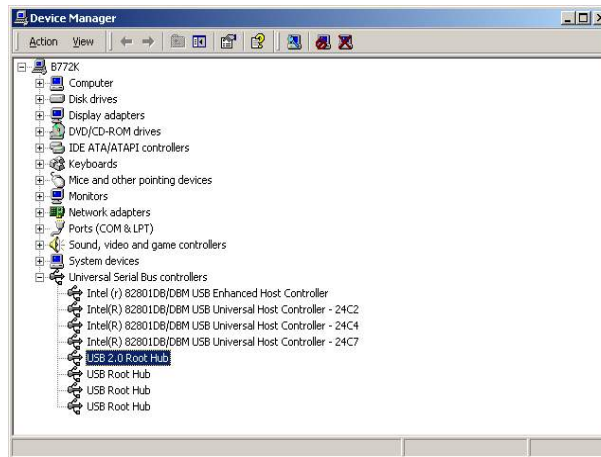 Device Manager
Action View
B772K
Computer
Disk drives
Display adapters
DVD/CD-ROM drives
IDE ATA/ATAPI controllers
Keyboards
Mice and other pointing devices
Monitors
Network adapters
Ports (COM & LPT)
Sound, video and game controllers
System devices
Universal Serial Bus controllers
Intel (r) 82801DB/DBM USB Enhanced Host Controller
Intel(R) 82801DB/DBM USB Universal Host Controller - 24C2
Intel(R) 82801DB/DBM USB Universal Host Controller - 24C4
Intel(R) 82801DB/DBM USB Universal Host Controller - 24C7
USB 2.0 Root Hub
USB Root Hub
USB Root Hub
USB Root Hub